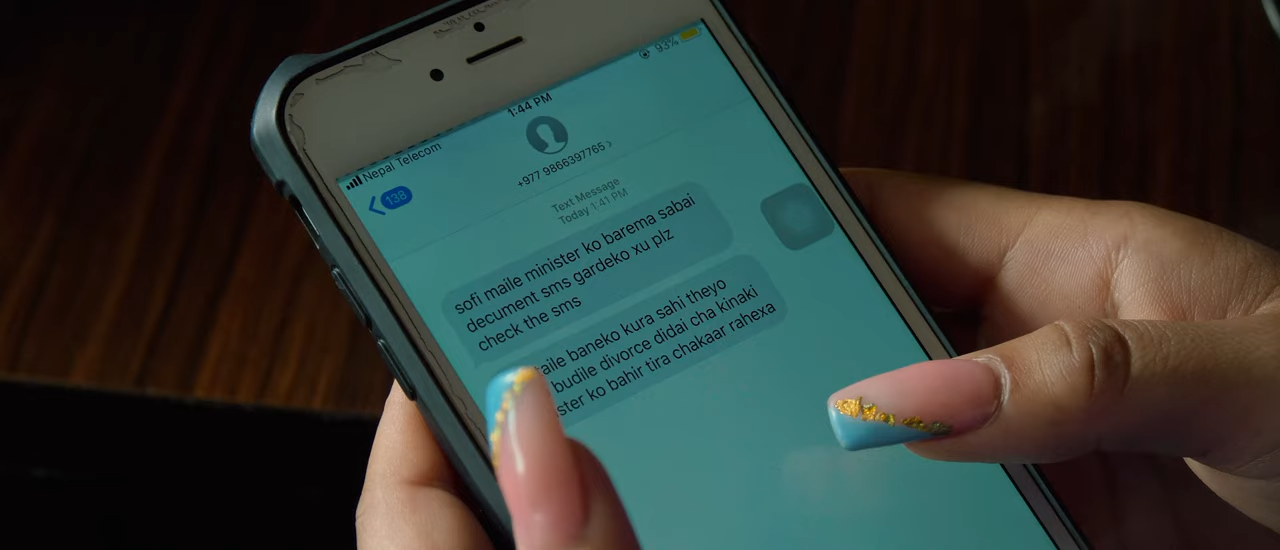 1:44 PM
93%
Nepal Telecom
138
+977 9866397765 >
Text Message
Today 1:41 PM
sofi maile minister ko barema sabai
decument sms gardeko xu plz
check the sms
aile baneko kura sahi theyo
budile divorce didai cha kinaki
ster ko bahir tira chakaar rahexa